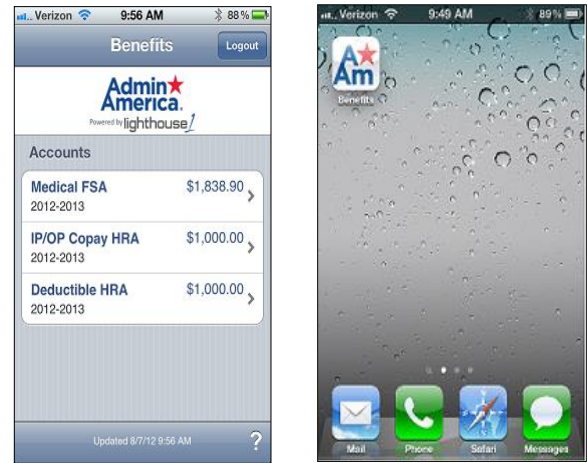 Verizon 9:56 AM 88%
Benefits
Logout
Admin
America.
Powered by lighthouse1
Accounts
Medical FSA $1,838.90
2012-2013
IP/OP Copay HRA $1,000.00
2012-2013
Deductible HRA $1,000.00
2012-2013
Updated 8/7/12 9:56 AM ?
Verizon 9:49 AM 89%
A
Am
Benefits
Mail Phone Safari Messages